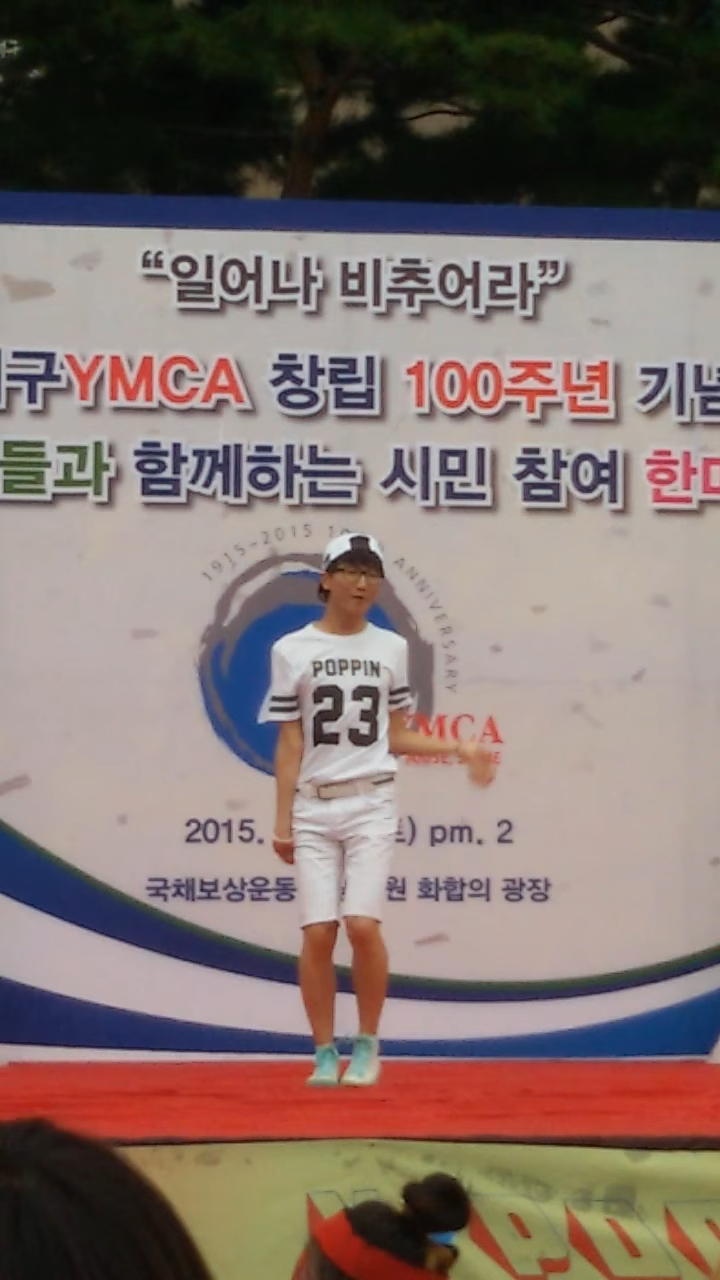 “일어나 비추어라”
구YMCA 창립 100주년 기념
들과 함께하는 시민 참여 한마
1915-2015 ANNIVERSARY
POPPIN
23
YMCA
2015. pm. 2
국채보상운동 원 화합의 광장